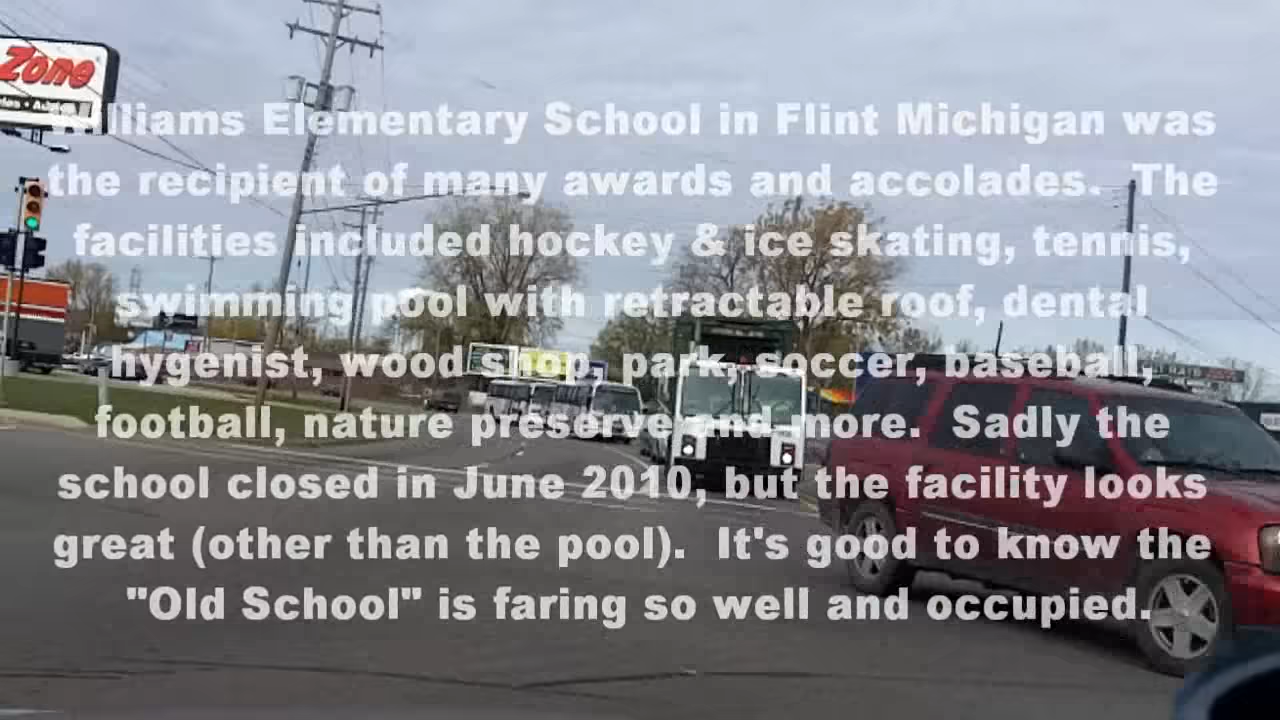 Zone
Williams Elementary School in Flint Michigan was
the recipient of many awards and accolades. The
facilities included hockey & ice skating, tennis,
swimming pool with retractable roof, dental
hygenist, wood shop, park, soccer, baseball,
football, nature preserve and more. Sadly the
school closed in June 2010, but the facility looks
great (other than the pool). It's good to know the
"Old School" is faring so well and occupied.